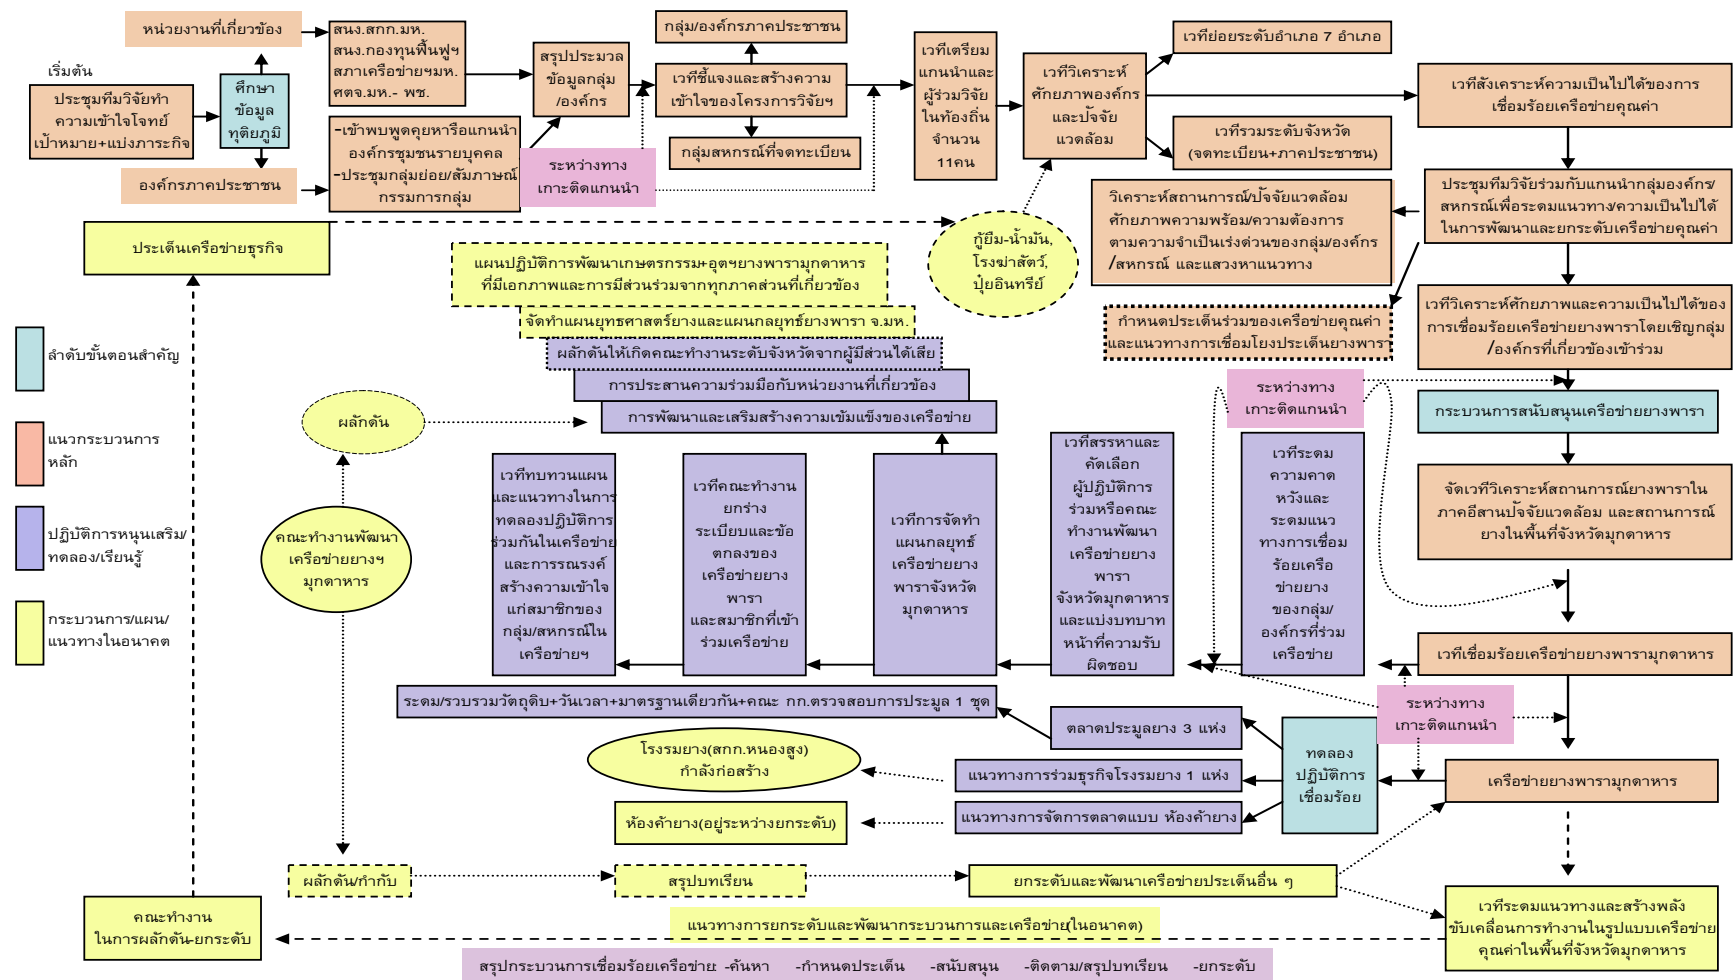 หน่วยงานที่เกี่ยวข้อง
เริ่มต้น
ประชุมทีมวิจัยทำ
ความเข้าใจโจทย์
เป้าหมาย+แบ่งภาระกิจ
ศึกษา
ข้อมูล
ทุติยภูมิ
องค์กรภาคประชาชน
สนง.สกก.มห.
สนง.กองทุนฟื้นฟูฯ
สภาเครือข่ายฯมห.
ศตจ.มห.- พช.
-เข้าพบพูดคุยหารือแกนนำ
องค์กรชุมชนรายบุคคล
-ประชุมกลุ่มย่อย/สัมภาษณ์
กรรมการกลุ่ม
สรุปประมวล
ข้อมูลกลุ่ม
/องค์กร
ระหว่างทาง
เกาะติดแกนนำ
กลุ่ม/องค์กรภาคประชาชน
เวทีชี้แจงและสร้างความ
เข้าใจของโครงการวิจัยฯ
กลุ่มสหกรณ์ที่จดทะเบียน
เวทีเตรียม
แกนนำและ
ผู้ร่วมวิจัย
ในท้องถิ่น
จำนวน
11คน
เวทีวิเคราะห์
ศักยภาพองค์กร
และปัจจัย
แวดล้อม
เวทีย่อยระดับอำเภอ 7 อำเภอ
เวทีรวมระดับจังหวัด
(จดทะเบียน+ภาคประชาชน)
เวทีสังเคราะห์ความเป็นไปได้ของการ
เชื่อมร้อยเครือข่ายคุณค่า
ประชุมทีมวิจัยร่วมกับแกนนำกลุ่มองค์กร/
สหกรณ์เพื่อระดมแนวทาง/ความเป็นไปได้
ในการพัฒนาและยกระดับเครือข่ายคุณค่า
วิเคราะห์สถานการณ์/ปัจจัยแวดล้อม
ศักยภาพความพร้อม/ความต้องการ
ตามความจำเป็นเร่งด่วนของกลุ่ม/องค์กร
/สหกรณ์ และแสวงหาแนวทาง
กำหนดประเด็นร่วมของเครือข่ายคุณค่า
และแนวทางการเชื่อมโยงประเด็นยางพารา
เวทีวิเคราะห์ศักยภาพและความเป็นไปได้ของ
การเชื่อมร้อยเครือข่ายยางพาราโดยเชิญกลุ่ม
/องค์กรที่เกี่ยวข้องเข้าร่วม
ประเด็นเครือข่ายธุรกิจ
กู้ยืม-น้ำมัน,
โรงฆ่าสัตว์,
ปุ๋ยอินทรีย์
แผนปฏิบัติการพัฒนาเกษตรกรรม+อุตฯยางพารามุกดาหาร
ที่มีเอกภาพและการมีส่วนร่วมจากทุกภาคส่วนที่เกี่ยวข้อง
จัดทำแผนยุทธศาสตร์ยางและแผนกลยุทธ์ยางพารา จ.มห.
ผลักดันให้เกิดคณะทำงานระดับจังหวัดจากผู้มีส่วนได้เสีย
การประสานความร่วมมือกับหน่วยงานที่เกี่ยวข้อง
การพัฒนาและเสริมสร้างความเข้มแข็งของเครือข่าย
ลำดับขั้นตอนสำคัญ
แนวกระบวนการ
หลัก
ปฏิบัติการหนุนเสริม/
ทดลอง/เรียนรู้
กระบวนการ/แผน/
แนวทางในอนาคต
ผลักดัน
คณะทำงานพัฒนา
เครือข่ายยางฯ
มุกดาหาร
ระหว่างทาง
เกาะติดแกนนำ
กระบวนการสนับสนุนเครือข่ายยางพารา
จัดเวทีวิเคราะห์สถานการณ์ยางพาราใน
ภาคอีสานปัจจัยแวดล้อม และสถานการณ์
ยางในพื้นที่จังหวัดมุกดาหาร
เวทีเชื่อมร้อยเครือข่ายยางพารามุกดาหาร
เวทีทบทวนแผน
และแนวทางในการ
ทดลองปฏิบัติการ
ร่วมกันในเครือข่าย
และการรณรงค์
สร้างความเข้าใจ
แก่สมาชิกของ
กลุ่ม/สหกรณ์ใน
เครือข่ายฯ
เวทีคณะทำงาน
ยกร่าง
ระเบียบและข้อ
ตกลงของ
เครือข่ายยาง
พารา
และสมาชิกที่เข้า
ร่วมเครือข่าย
เวทีการจัดทำ
แผนกลยุทธ์
เครือข่ายยาง
พาราจังหวัด
มุกดาหาร
เวทีสรรหาและ
คัดเลือก
ผู้ปฏิบัติการ
ร่วมหรือคณะ
ทำงานพัฒนา
เครือข่ายยาง
พารา
จังหวัดมุกดาหาร
และแบ่งบทบาท
หน้าที่ความรับ
ผิดชอบ
เวทีระดม
ความคาด
หวังและ
ระดมแนว
ทางการเชื่อม
ร้อยเครือ
ข่ายยาง
ของกลุ่ม/
องค์กรที่ร่วม
เครือข่าย
ระดม/รวบรวมวัตถุดิบ+วันเวลา+มาตรฐานเดียวกัน+คณะ กก.ตรวจสอบการประมูล 1 ชุด
ตลาดประมูลยาง 3 แห่ง
ระหว่างทาง
เกาะติดแกนนำ
โรงรมยาง(สกก.หนองสูง)
กำลังก่อสร้าง
แนวทางการร่วมธุรกิจโรงรมยาง 1 แห่ง
ทดลอง
ปฏิบัติการ
เชื่อมร้อย
เครือข่ายยางพารามุกดาหาร
ห้องค้ายาง(อยู่ระหว่างยกระดับ)
แนวทางการจัดการตลาดแบบ ห้องค้ายาง
ผลักดัน/กำกับ
สรุปบทเรียน
ยกระดับและพัฒนาเครือข่ายประเด็นอื่น ๆ
คณะทำงาน
ในการผลักดัน-ยกระดับ
แนวทางการยกระดับและพัฒนากระบวนการและเครือข่าย(ในอนาคต)
เวทีระดมแนวทางและสร้างพลัง
ขับเคลื่อนการทำงานในรูปแบบเครือข่าย
คุณค่าในพื้นที่จังหวัดมุกดาหาร
สรุปกระบวนการเชื่อมร้อยเครือข่าย: -ค้นหา -กำหนดประเด็น -สนับสนุน -ติดตาม/สรุปบทเรียน -ยกระดับ